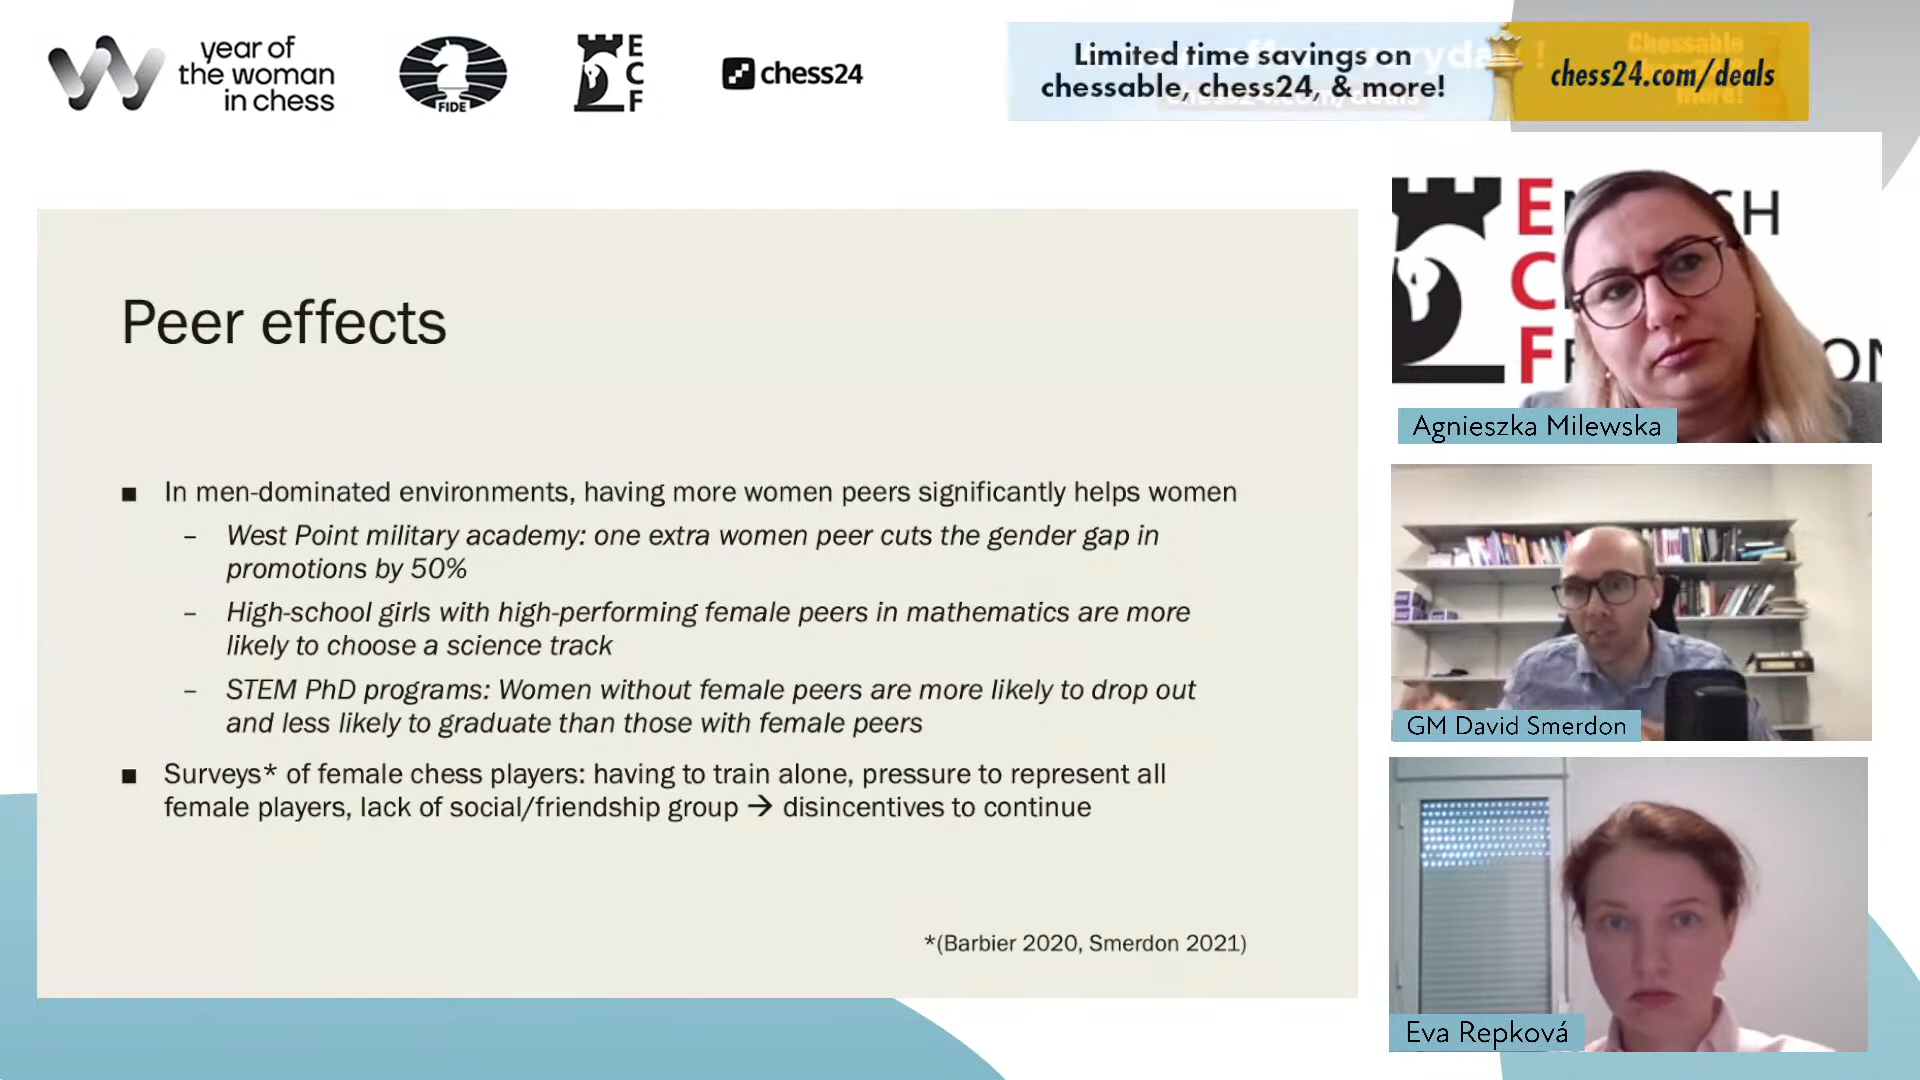 year of
the woman
in chess
FIDE
E
C
F
chess24
Limited time savings on
chessable, chess24, & more!
chess24.com/deals
Peer effects
■ In men-dominated environments, having more women peers significantly helps women
– West Point military academy: one extra women peer cuts the gender gap in
promotions by 50%
– High-school girls with high-performing female peers in mathematics are more
likely to choose a science track
– STEM PhD programs: Women without female peers are more likely to drop out
and less likely to graduate than those with female peers
■ Surveys* of female chess players: having to train alone, pressure to represent all
female players, lack of social/friendship group → disincentives to continue
*(Barbier 2020, Smerdon 2021)
E
C
F
Agnieszka Milewska
GM David Smerdon
Eva Repková